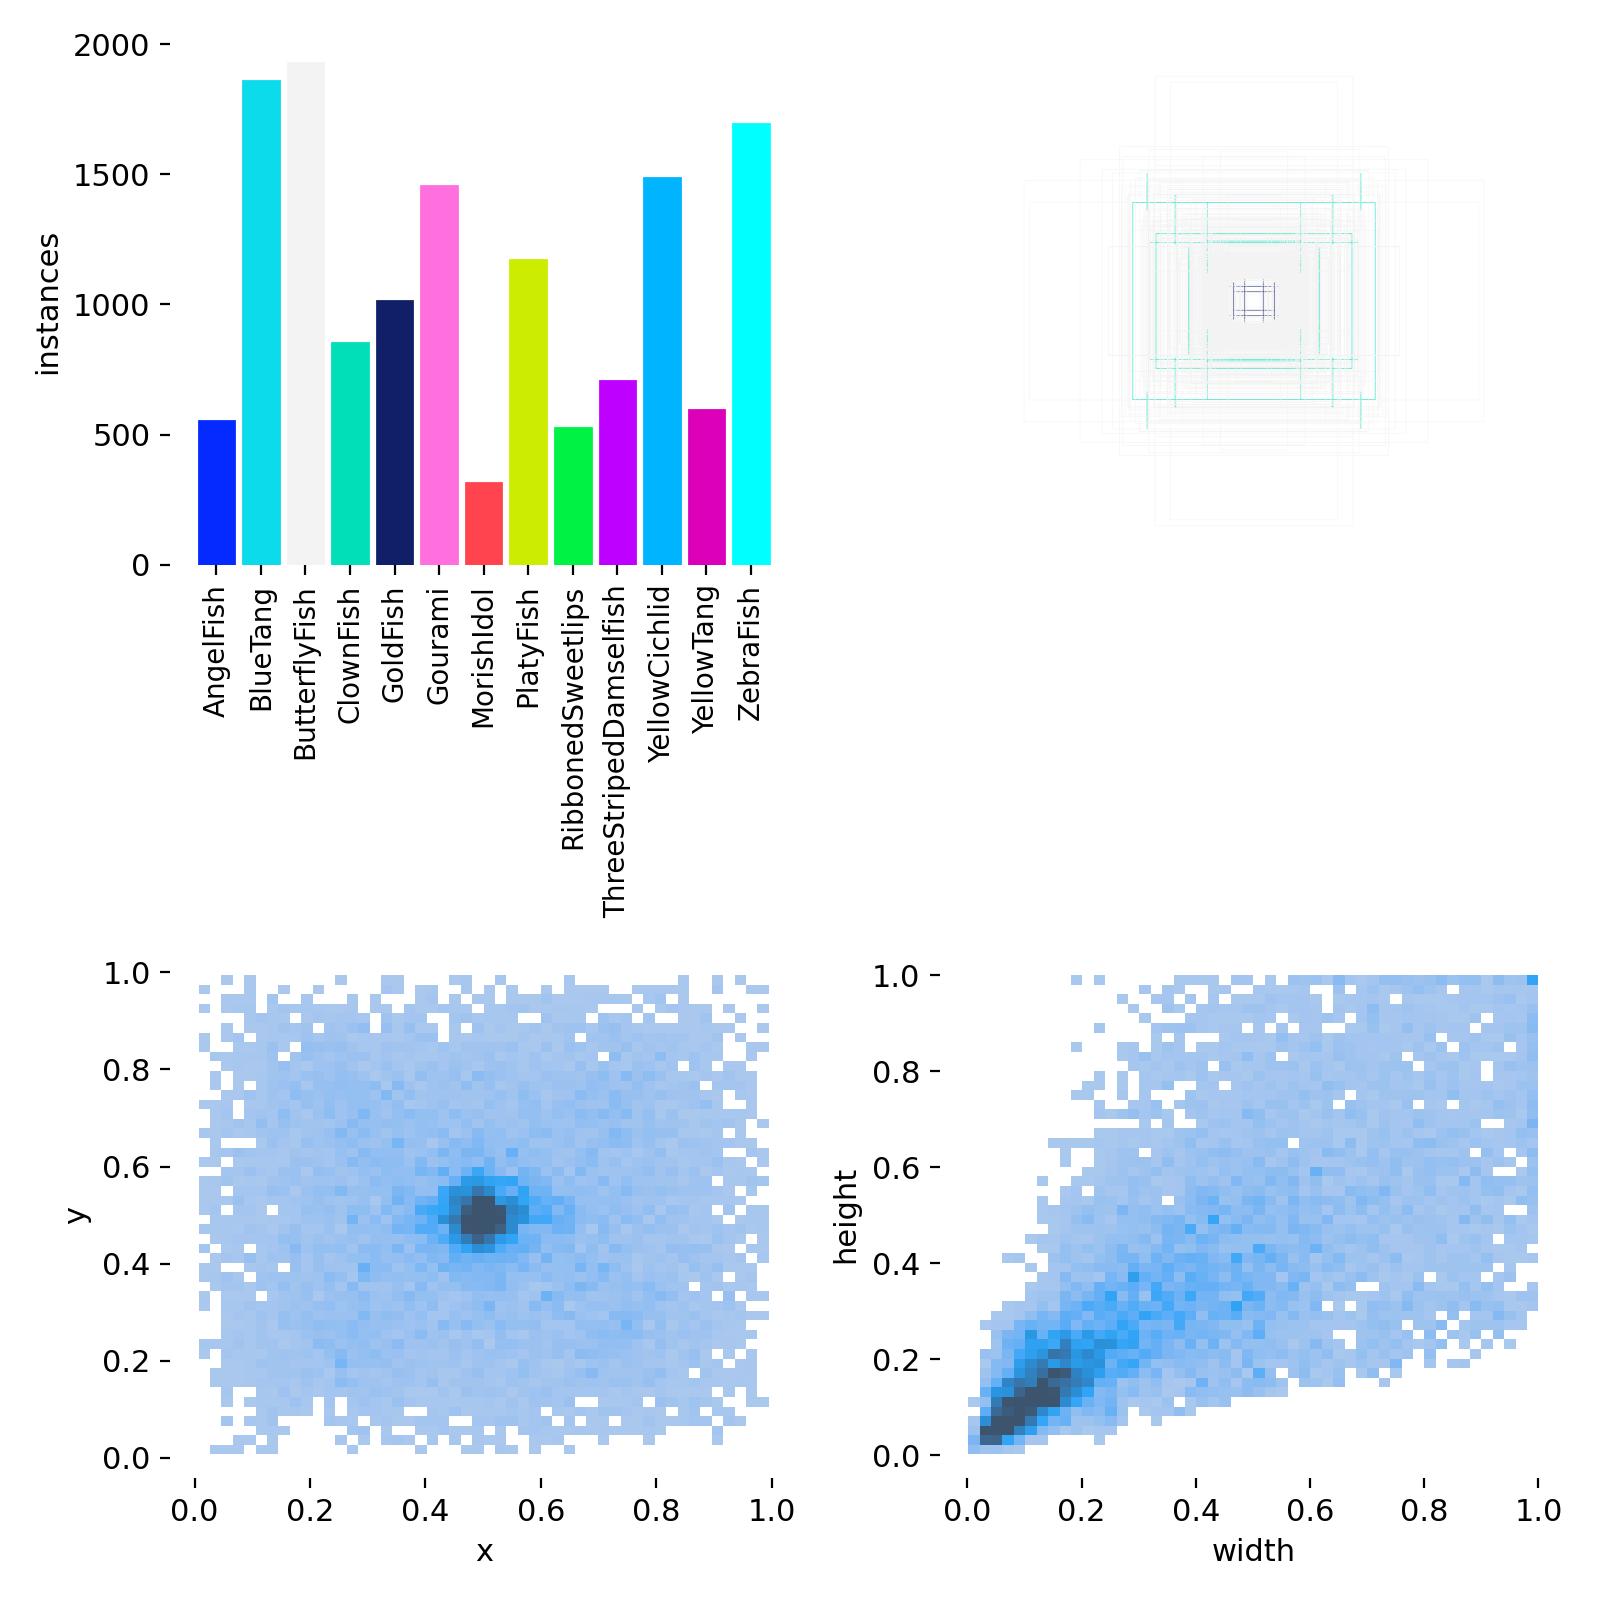 2000
1500
1000
500
0
instances
AngelFish
BlueTang
ButterflyFish
ClownFish
GoldFish
Gourami
MorishIdol
PlatyFish
RibbonedSweetlips
ThreeStripedDamselfish
YellowCichlid
YellowTang
ZebraFish
1.0
0.8
0.6
0.4
0.2
0.0
y
0.0 0.2 0.4 0.6 0.8 1.0
x
1.0
0.8
0.6
0.4
0.2
0.0
height
0.0 0.2 0.4 0.6 0.8 1.0
width